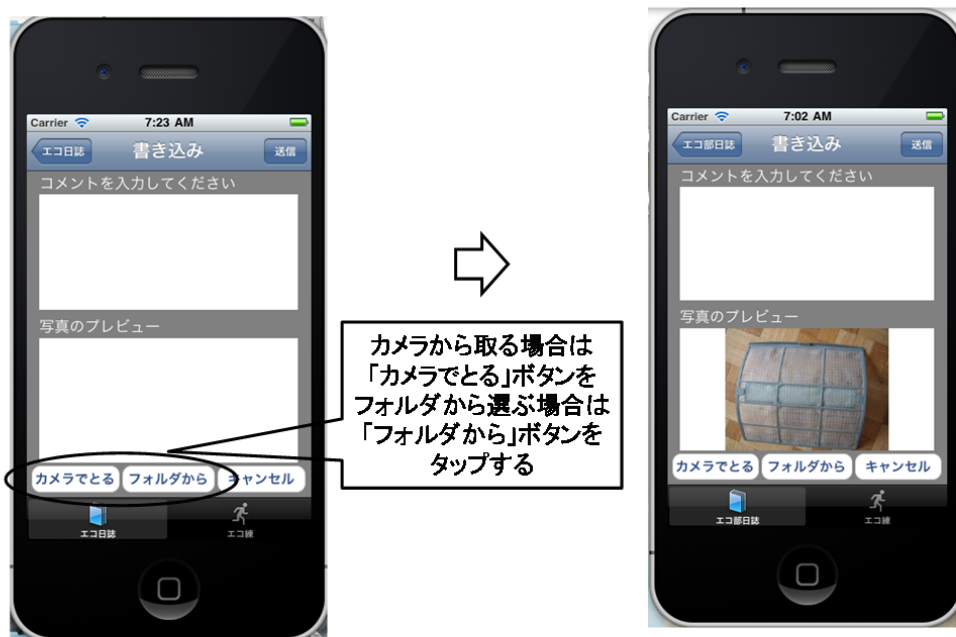 Carrier 7:23 AM
エコ日誌 書き込み 送信
コメントを入力してください
写真のプレビュー
カメラでとる フォルダから キャンセル
エコ日誌 エコ練
カメラから取る場合は
「カメラでとる」ボタンを
フォルダから選ぶ場合は
「フォルダから」ボタンを
タップする
Carrier 7:02 AM
エコ部日誌 書き込み 送信
コメントを入力してください
写真のプレビュー
カメラでとる フォルダから キャンセル
エコ部日誌 エコ練